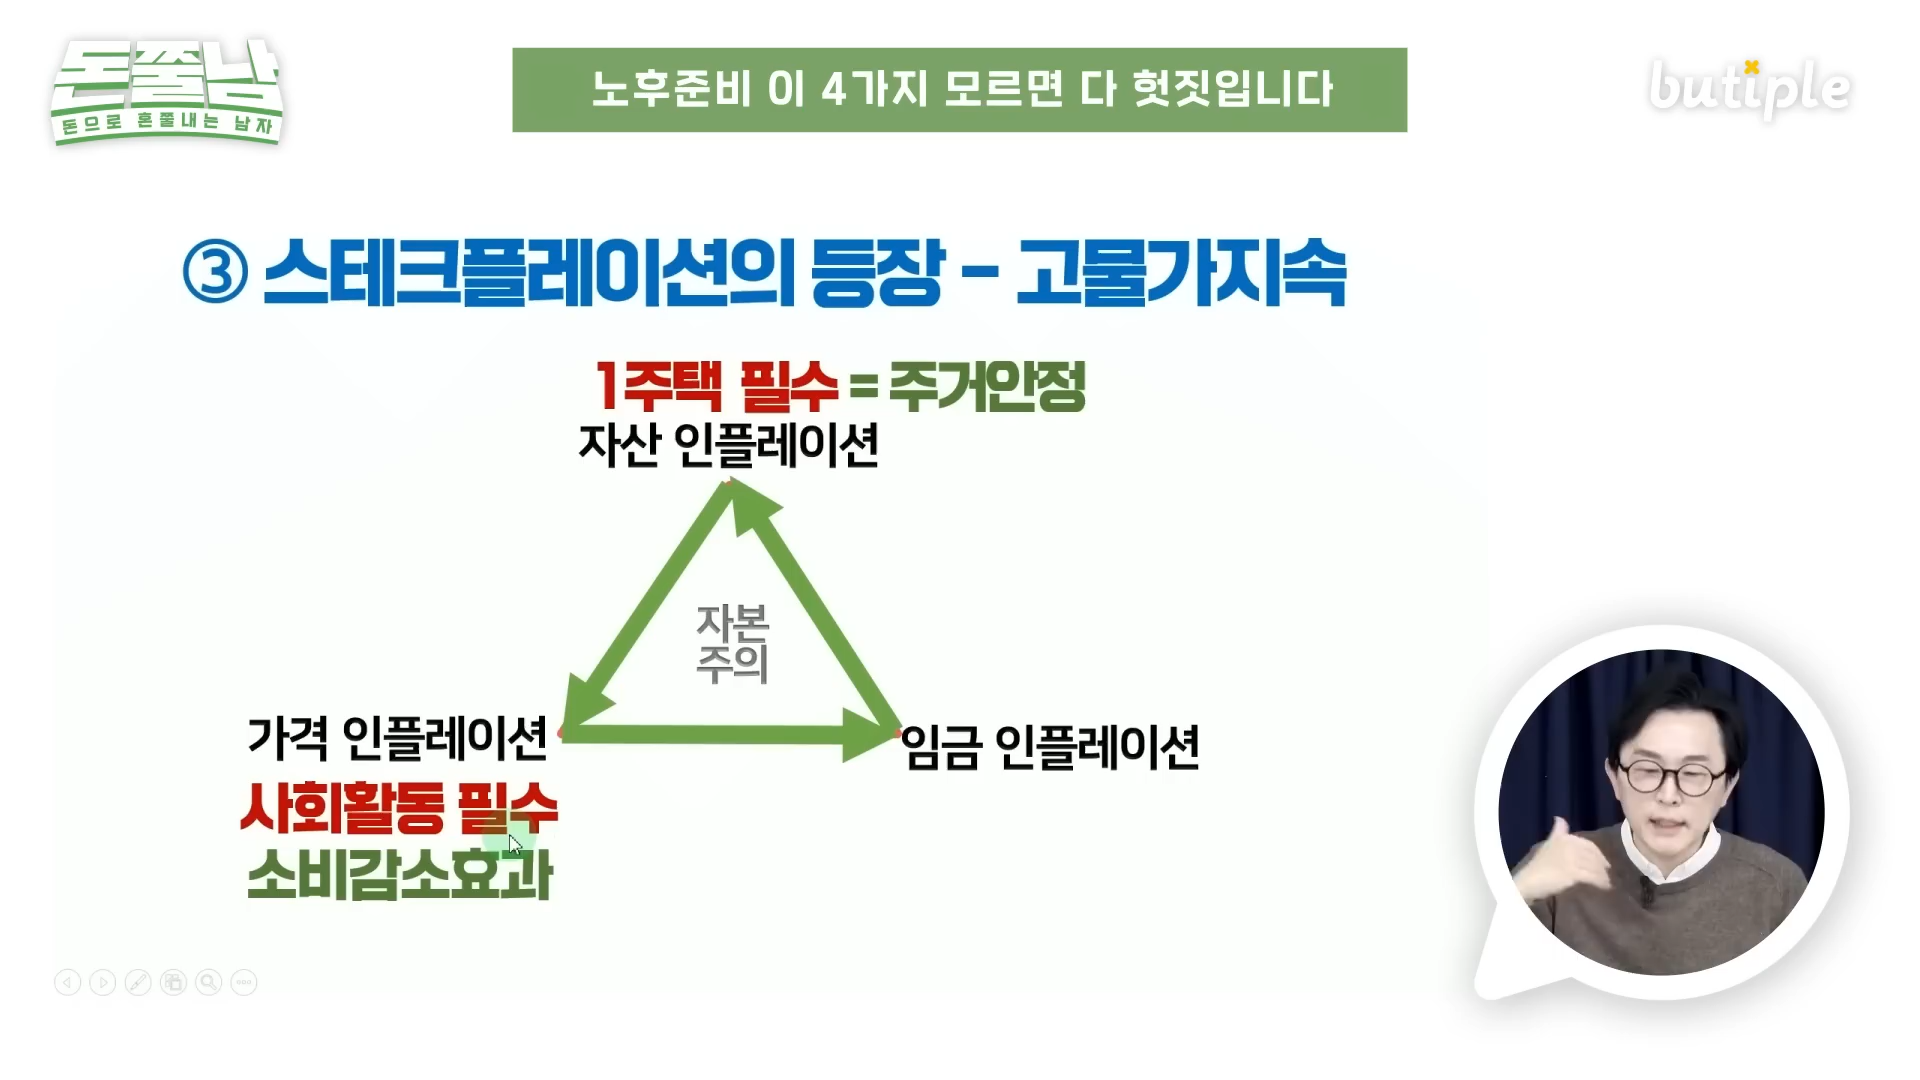 돈쭐남
돈으로 혼쭐내는 남자
노후준비 이 4가지 모르면 다 헛짓입니다
butiple
③ 스테크플레이션의 등장 - 고물가지속
1주택 필수 = 주거안정
자산 인플레이션
자본
주의
가격 인플레이션
임금 인플레이션
사회활동 필수
소비감소효과